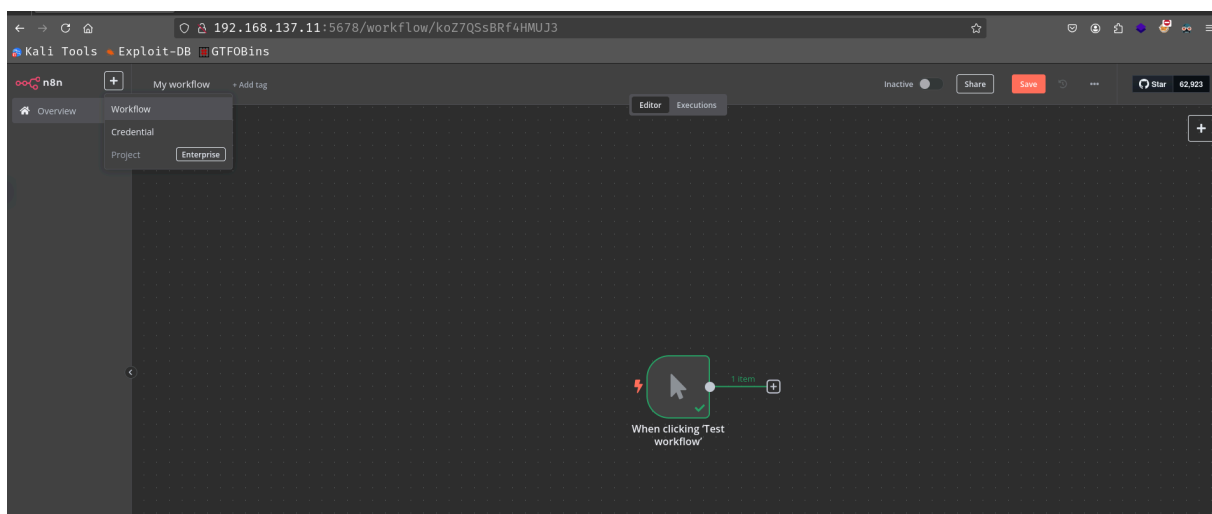 192.168.137.11:5678/workflow/koZ7QSsBRf4HMUJ3
Kali Tools Exploit-DB GTFOBins
n8n My workflow + Add tag Inactive Share Save Star 62,923
Overview Workflow Editor Executions
Credential
Project Enterprise
1 item
When clicking 'Test
workflow'